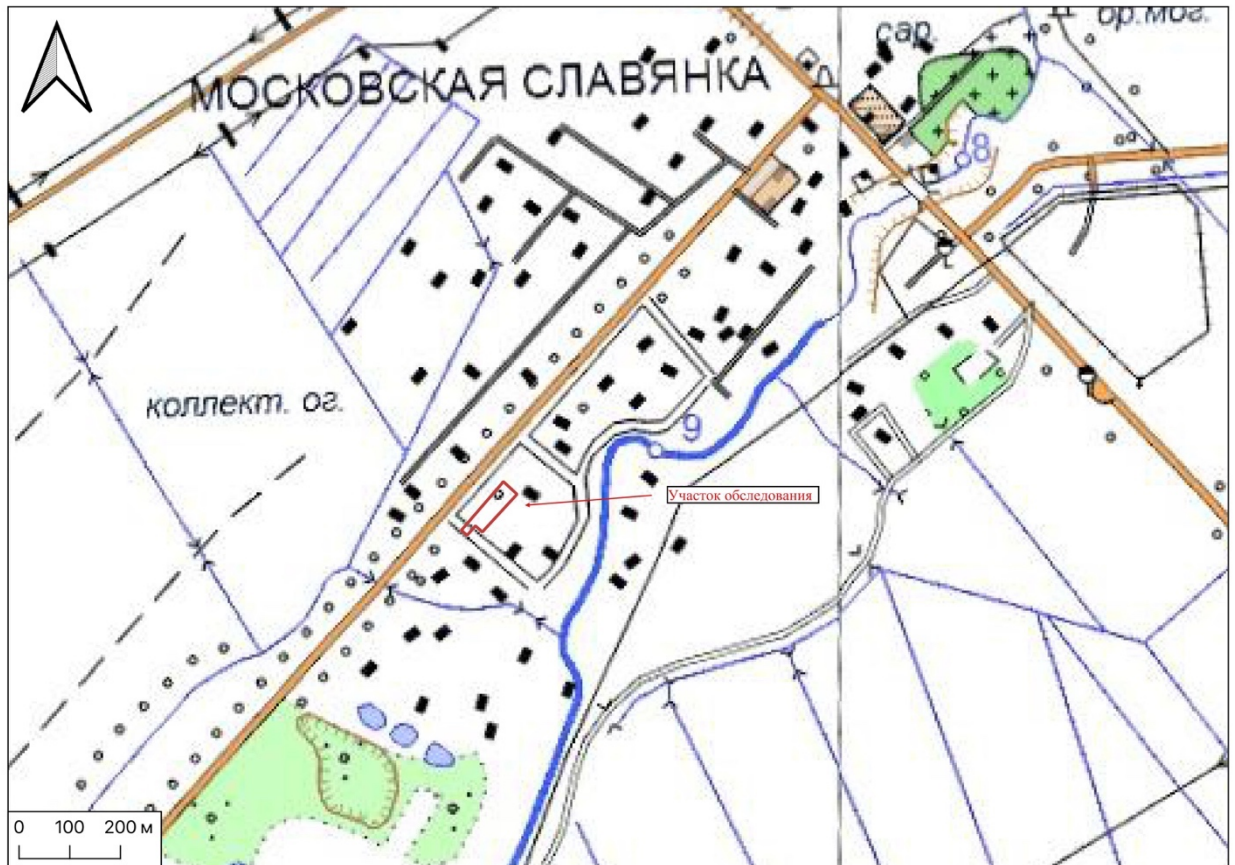 сар.
бр.мог.
МОСКОВСКАЯ СЛАВЯНКА
8
коллект. ог.
9
Участок обследования
0 100 200 м